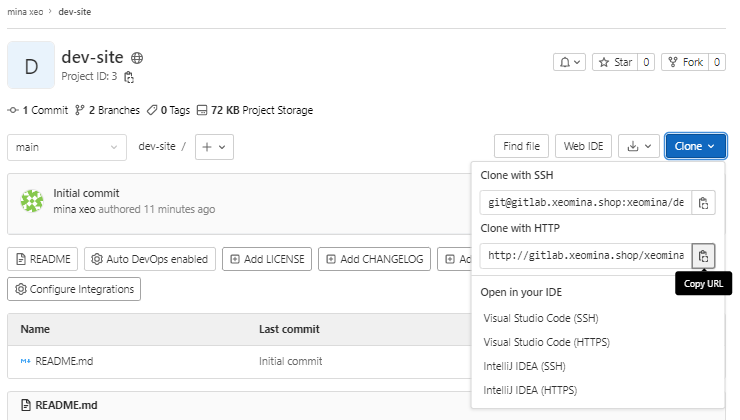 mina xeo > dev-site
D
dev-site
Project ID: 3
Star 0
Fork 0
1 Commit 2 Branches 0 Tags 72 KB Project Storage
main
dev-site /
Find file Web IDE Clone
Initial commit
mina xeo authored 11 minutes ago
Clone with SSH
git@gitlab.xeomina.shop:xeomina/de
Clone with HTTP
http://gitlab.xeomina.shop/xeomina
Copy URL
README Auto DevOps enabled Add LICENSE Add CHANGELOG Add
Configure Integrations
Open in your IDE
Visual Studio Code (SSH)
Visual Studio Code (HTTPS)
IntelliJ IDEA (SSH)
IntelliJ IDEA (HTTPS)
Name Last commit
README.md Initial commit
README.md